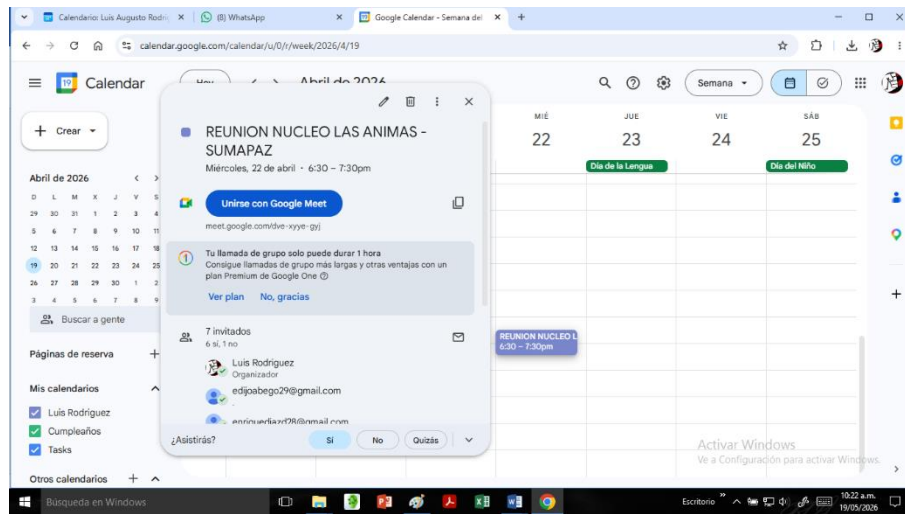 Calendario: Luis Augusto Rodri
(8) WhatsApp
Google Calendar - Semana del
calendar.google.com/calendar/u/0/r/week/2026/4/19
Calendar
Hoy
Abril de 2026
Semana
Crear
REUNION NUCLEO LAS ANIMAS - SUMAPAZ
Miércoles, 22 de abril · 6:30 – 7:30pm
Unirse con Google Meet
meet.google.com/dve-xyye-gyj
Tu llamada de grupo solo puede durar 1 hora
Consigue llamadas de grupo más largas y otras ventajas con un
plan Premium de Google One
Ver plan No, gracias
7 invitados
6 sí, 1 no
Luis Rodriguez
Organizador
edijoabego29@gmail.com
enriquediazd28@gmail.com
¿Asistirás?
Sí No Quizás
MIÉ JUE VIE SÁB
22 23 24 25
Día de la Lengua
Día del Niño
REUNION NUCLEO L
6:30 – 7:30pm
Abril de 2026
D L M X J V S
29 30 31 1 2 3 4
5 6 7 8 9 10 11
12 13 14 15 16 17 18
19 20 21 22 23 24 25
26 27 28 29 30 1 2
3 4 5 6 7 8 9
Buscar a gente
Páginas de reserva
Mis calendarios
Luis Rodriguez
Cumpleaños
Tasks
Otros calendarios
Activar Windows
Ve a Configuración para activar Windows.
Búsqueda en Windows
Escritorio
10:22 a.m.
19/05/2026